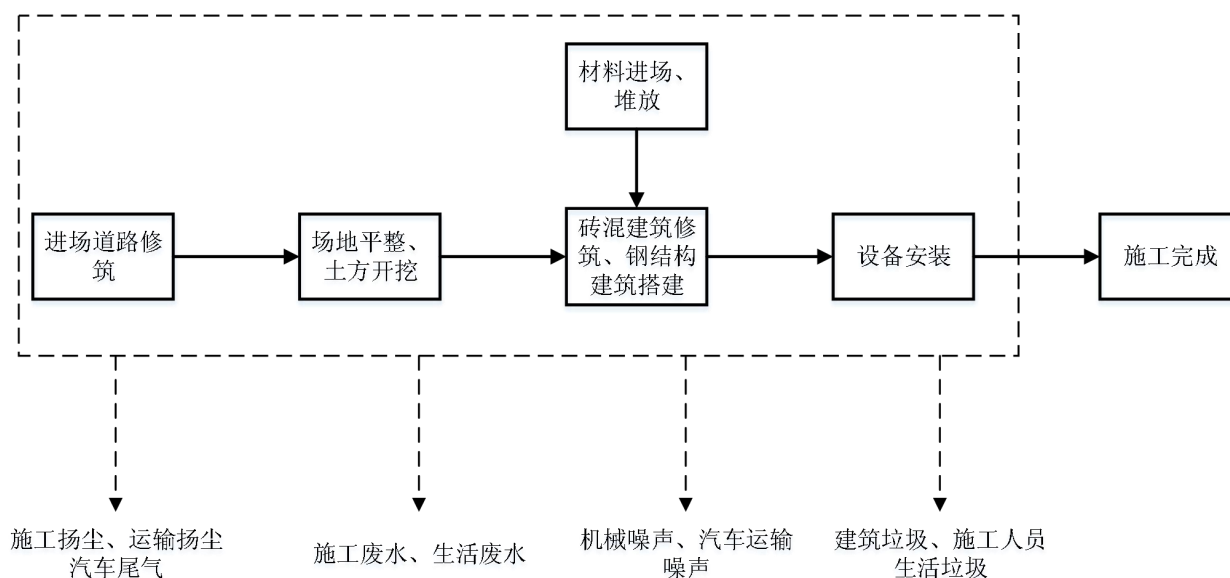 材料进场、
堆放
进场道路修
筑
场地平整、
土方开挖
砖混建筑修
筑、钢结构
建筑搭建
设备安装
施工完成
施工扬尘、运输扬尘
汽车尾气
施工废水、生活废水
机械噪声、汽车运输
噪声
建筑垃圾、施工人员
生活垃圾